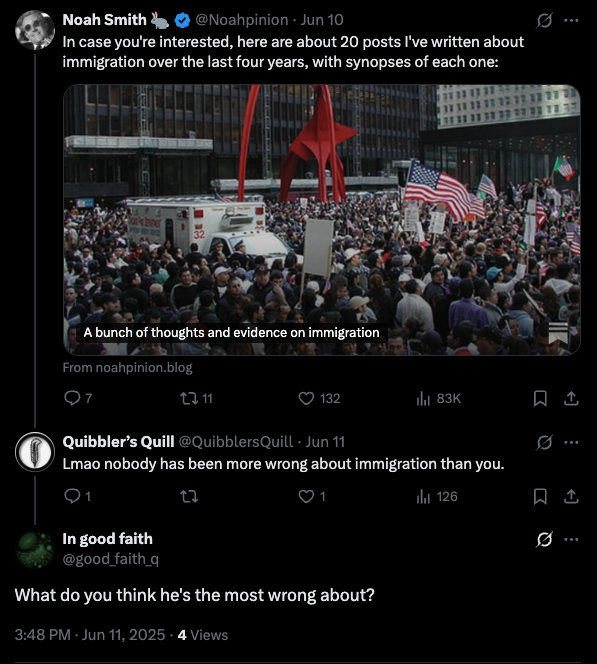 Noah Smith 🐇 @Noahpinion · Jun 10
In case you're interested, here are about 20 posts I've written about
immigration over the last four years, with synopses of each one:
32
A bunch of thoughts and evidence on immigration
From noahpinion.blog
7 11 132 83K
Quibbler's Quill @QuibblersQuill · Jun 11
Lmao nobody has been more wrong about immigration than you.
1 1 126
In good faith
@good_faith_q
What do you think he's the most wrong about?
3:48 PM · Jun 11, 2025 · 4 Views